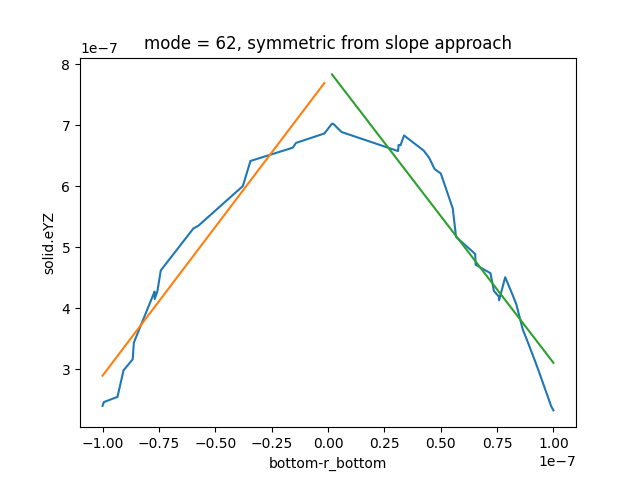 mode = 62, symmetric from slope approach
1e−7
8
7
6
5
4
3
solid.eYZ
−1.00 −0.75 −0.50 −0.25 0.00 0.25 0.50 0.75 1.00
1e−7
bottom-r_bottom